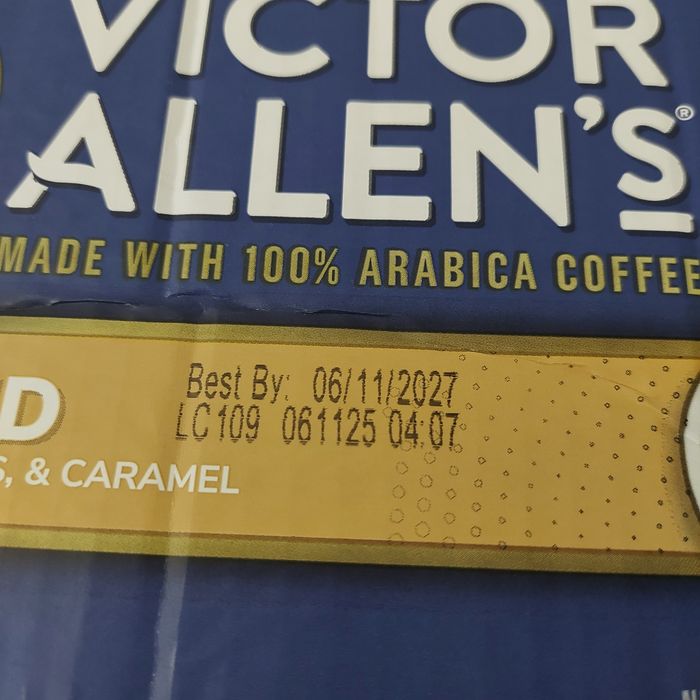 VICTOR
ALLEN'S®
MADE WITH 100% ARABICA COFFEE
D
Best By: 06/11/2027
LC109 061125 04:07
S, & CARAMEL